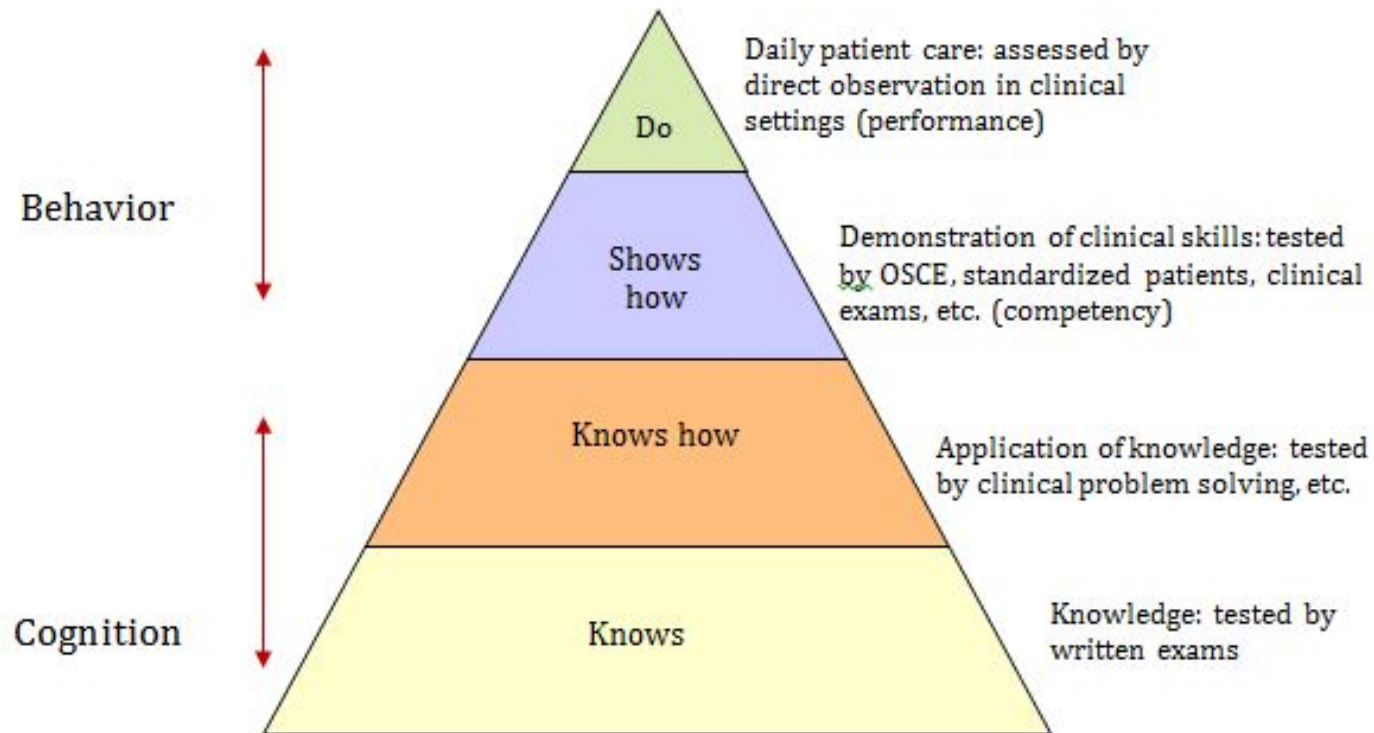 Daily patient care: assessed by
direct observation in clinical
settings (performance)
Do
Behavior
Demonstration of clinical skills: tested
by OSCE, standardized patients, clinical
exams, etc. (competency)
Shows
how
Knows how
Application of knowledge: tested
by clinical problem solving, etc.
Cognition
Knows
Knowledge: tested by
written exams